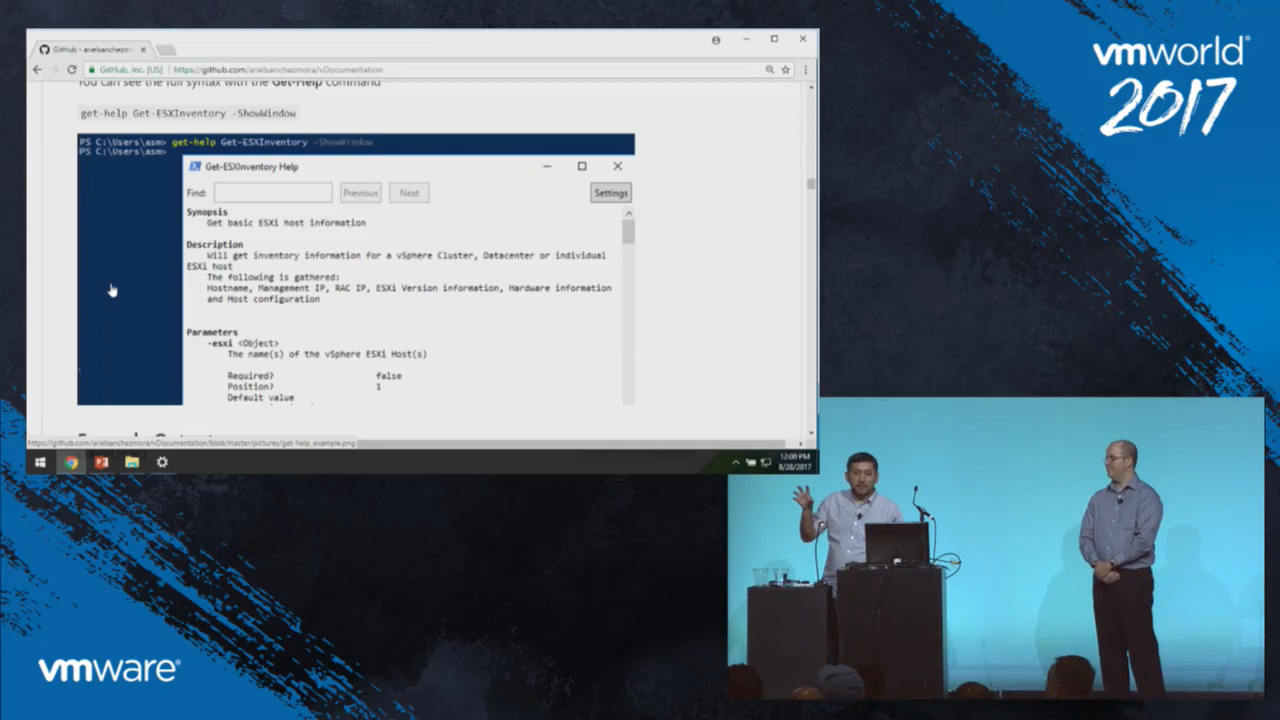 GitHub - arielsanchezmo
GitHub, Inc. [US]
https://github.com/arielsanchezmora/vDocumentation
You can see the full syntax with the Get-Help command
get-help Get-ESXInventory -ShowWindow
PS C:\Users\asm> get-help Get-ESXInventory -ShowWindow
PS C:\Users\asm>
Get-ESXInventory Help
Find:
Previous
Next
Settings
Synopsis
Get basic ESXi host information
Description
Will get inventory information for a vSphere Cluster, Datacenter or individual
ESXi host
The following is gathered:
Hostname, Management IP, RAC IP, ESXi Version information, Hardware information
and Host configuration
Parameters
-esxi <Object>
The name(s) of the vSphere ESXi Host(s)
Required? false
Position? 1
Default value
https://github.com/arielsanchezmora/vDocumentation/blob/master/pictures/get-help_example.png
12:00 PM
8/28/2017
vmworld®
2017
vmware®